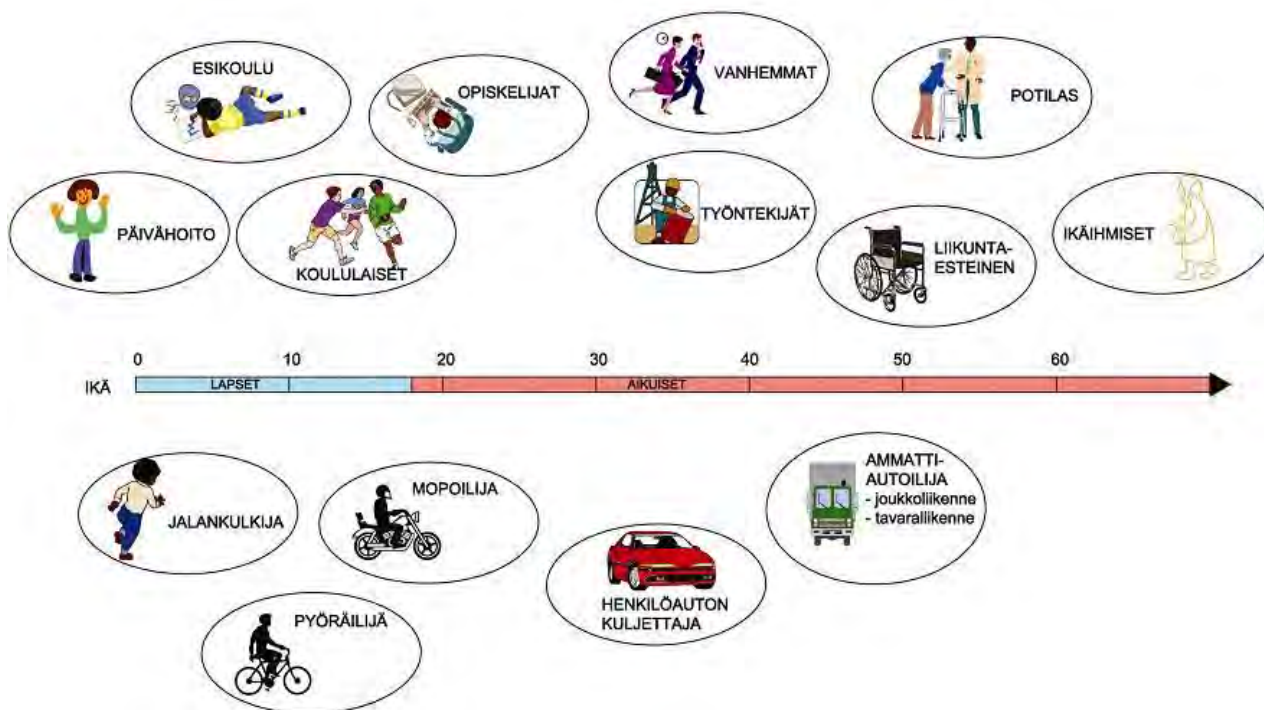 ESIKOULU
OPISKELIJAT
VANHEMMAT
POTILAS
PÄIVÄHOITO
KOULULAISET
TYÖNTEKIJÄT
LIIKUNTA-
ESTEINEN
IKÄIHMISET
0 10 20 30 40 50 60
IKÄ LAPSET AIKUISET
JALANKULKIJA
MOPOILIJA
PYÖRÄILIJÄ
HENKILÖAUTON
KULJETTAJA
AMMATTI-
AUTOILIJA
- joukkoliikenne
- tavaraliikenne